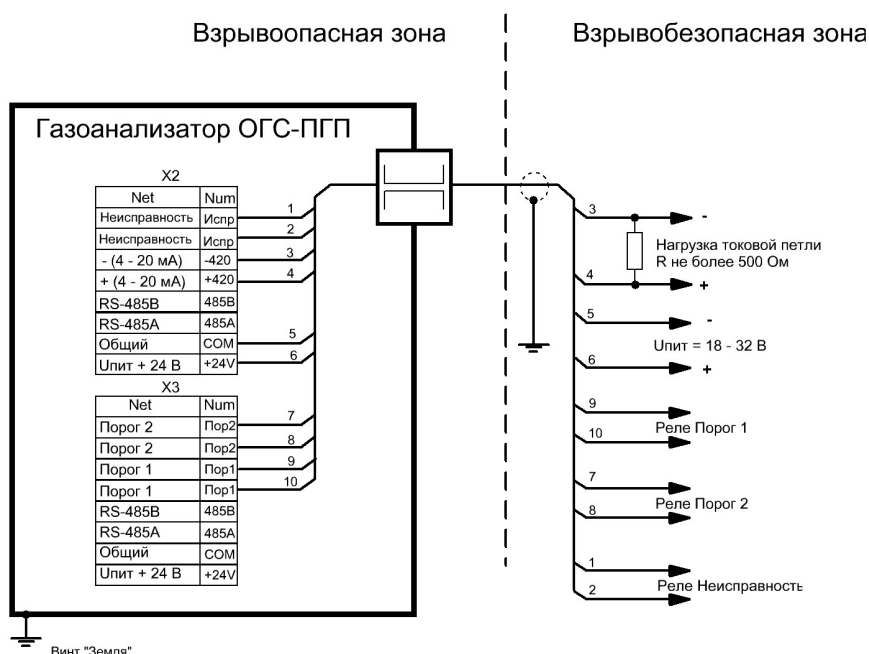 Взрывоопасная зона
Взрывобезопасная зона
Газоанализатор ОГС-ПГП
X2
Net Num
Неисправность Испр 1
Неисправность Испр 2
- (4 - 20 мА) -420 3
+ (4 - 20 мА) +420 4
RS-485B 485B
RS-485A 485A
Общий COM 5
Uпит + 24 В +24V 6
X3
Net Num
Порог 2 Пор2 7
Порог 2 Пор2 8
Порог 1 Пор1 9
Порог 1 Пор1 10
RS-485B 485B
RS-485A 485A
Общий COM
Uпит + 24 В +24V
Винт "Земля"
3 -
Нагрузка токовой петли
R не более 500 Ом
4 +
5 -
Uпит = 18 - 32 В
6 +
9
Реле Порог 1
10
7
Реле Порог 2
8
1
Реле Неисправность
2